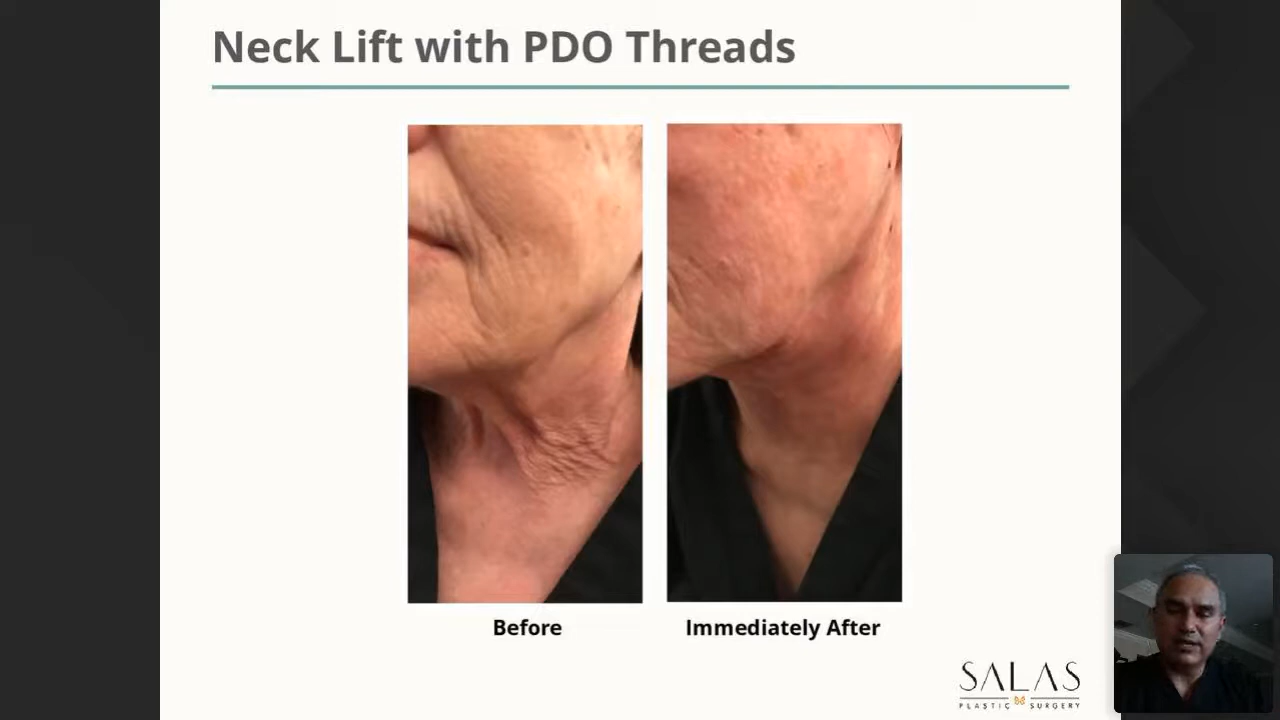 Neck Lift with PDO Threads
Before
Immediately After
SALAS
PLASTIC SURGERY